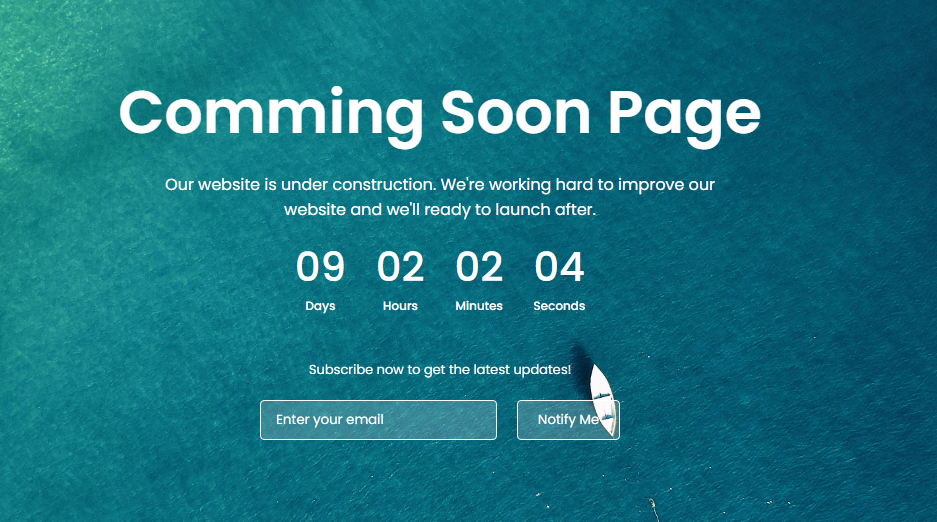 Comming Soon Page
Our website is under construction. We're working hard to improve our
website and we'll ready to launch after.
09 02 02 04
Days Hours Minutes Seconds
Subscribe now to get the latest updates!
Enter your email Notify Me